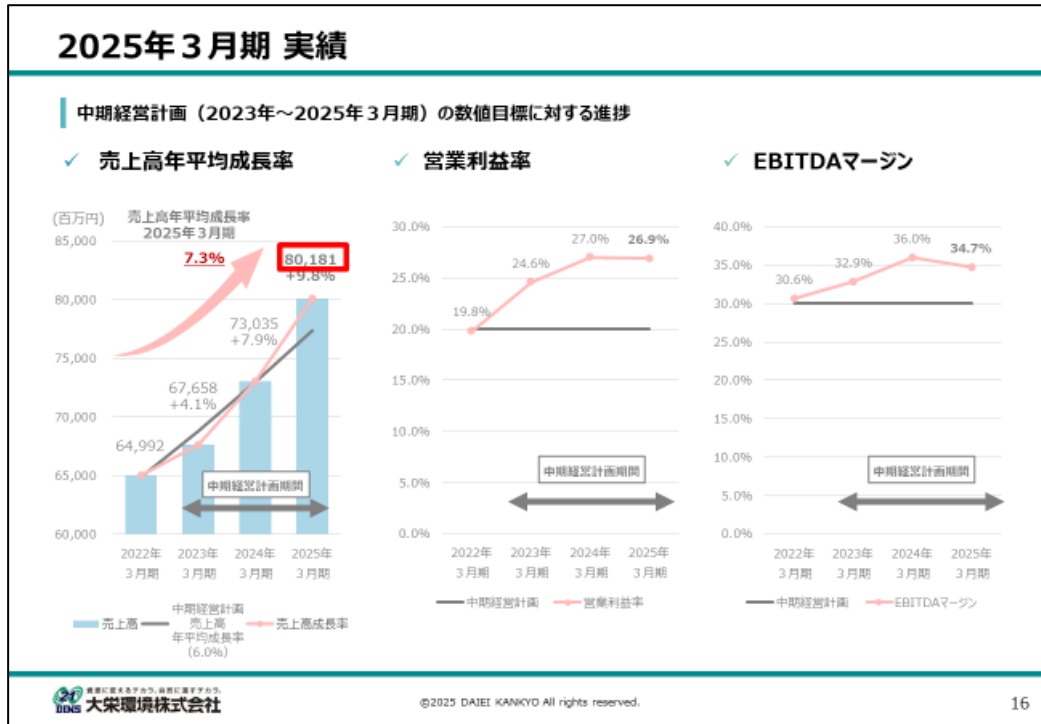 2025年３月期 実績
中期経営計画（2023年～2025年３月期）の数値目標に対する進捗
✓ 売上高年平均成長率
(百万円)
売上高年平均成長率
2025年３月期
7.3%
85,000
80,000
75,000
70,000
65,000
60,000
64,992
67,658
+4.1%
73,035
+7.9%
80,181
+9.8%
中期経営計画期間
2022年
３月期
2023年
３月期
2024年
３月期
2025年
３月期
売上高
中期経営計画
売上高
年平均成長率
(6.0%)
売上高成長率
✓ 営業利益率
30.0%
25.0%
20.0%
15.0%
10.0%
5.0%
0.0%
19.8%
24.6%
27.0%
26.9%
中期経営計画期間
2022年
３月期
2023年
３月期
2024年
３月期
2025年
３月期
中期経営計画
営業利益率
✓ EBITDAマージン
40.0%
35.0%
30.0%
25.0%
20.0%
15.0%
10.0%
5.0%
0.0%
30.6%
32.9%
36.0%
34.7%
中期経営計画期間
2022年
３月期
2023年
３月期
2024年
３月期
2025年
３月期
中期経営計画
EBITDAマージン
DINS
資源に変えるチカラ、自然に還すチカラ。
大栄環境株式会社
©2025 DAIEI KANKYO All rights reserved.
16